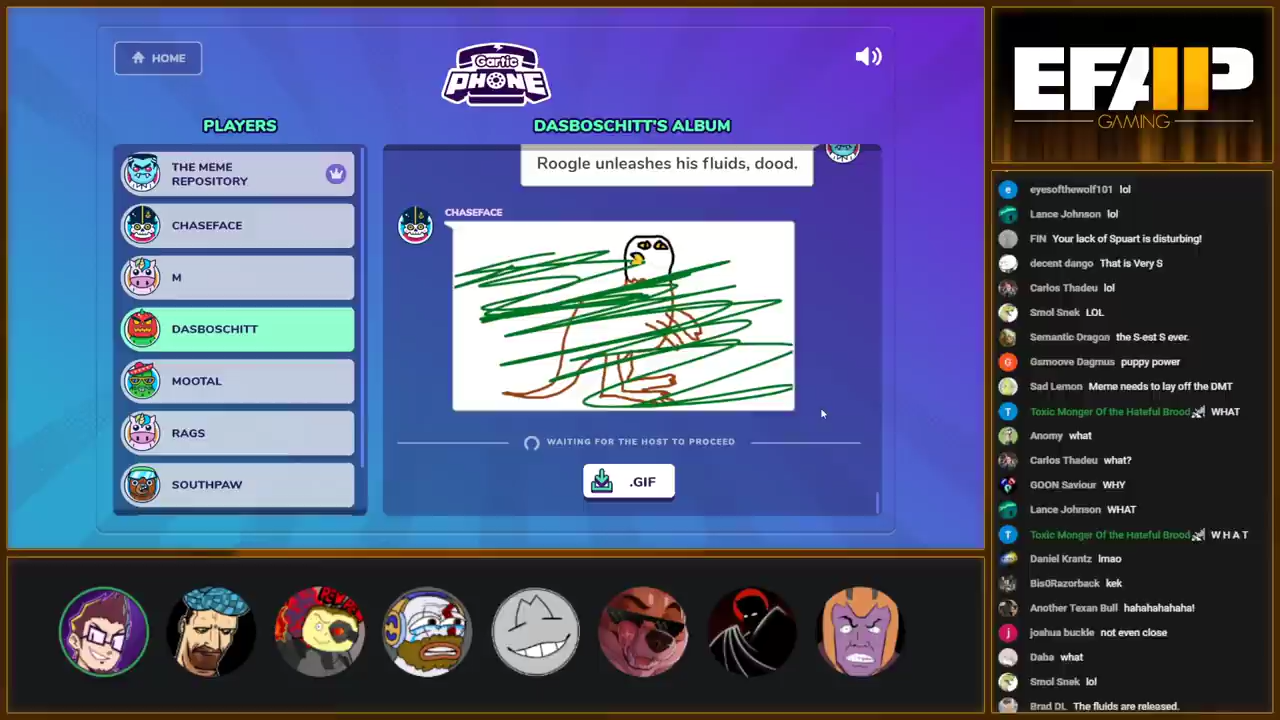 HOME
Gartic
PHONE
PLAYERS
THE MEME
REPOSITORY
CHASEFACE
M
DASBOSCHITT
MOOTAL
RAGS
SOUTHPAW
DASBOSCHITT'S ALBUM
Roogle unleashes his fluids, dood.
CHASEFACE
WAITING FOR THE HOST TO PROCEED
.GIF
EFAP
GAMING
eyesofthewolf101 lol
Lance Johnson lol
FIN Your lack of Spuart is disturbing!
decent dango That is Very S
Carlos Thadeu lol
Smol Snek LOL
Semantic Dragon the S-est S ever.
Gsmoove Dagmus puppy power
Sad Lemon Meme needs to lay off the DMT
Toxic Monger Of the Hateful Brood WHAT
Anomy what
Carlos Thadeu what?
GOON Saviour WHY
Lance Johnson WHAT
Toxic Monger Of the Hateful Brood W H A T
Daniel Krantz lmao
Bis0Razorback kek
Another Texan Bull hahahahahaha!
joshua buckle not even close
Daba what
Smol Snek lol
Brad DL The fluids are released.